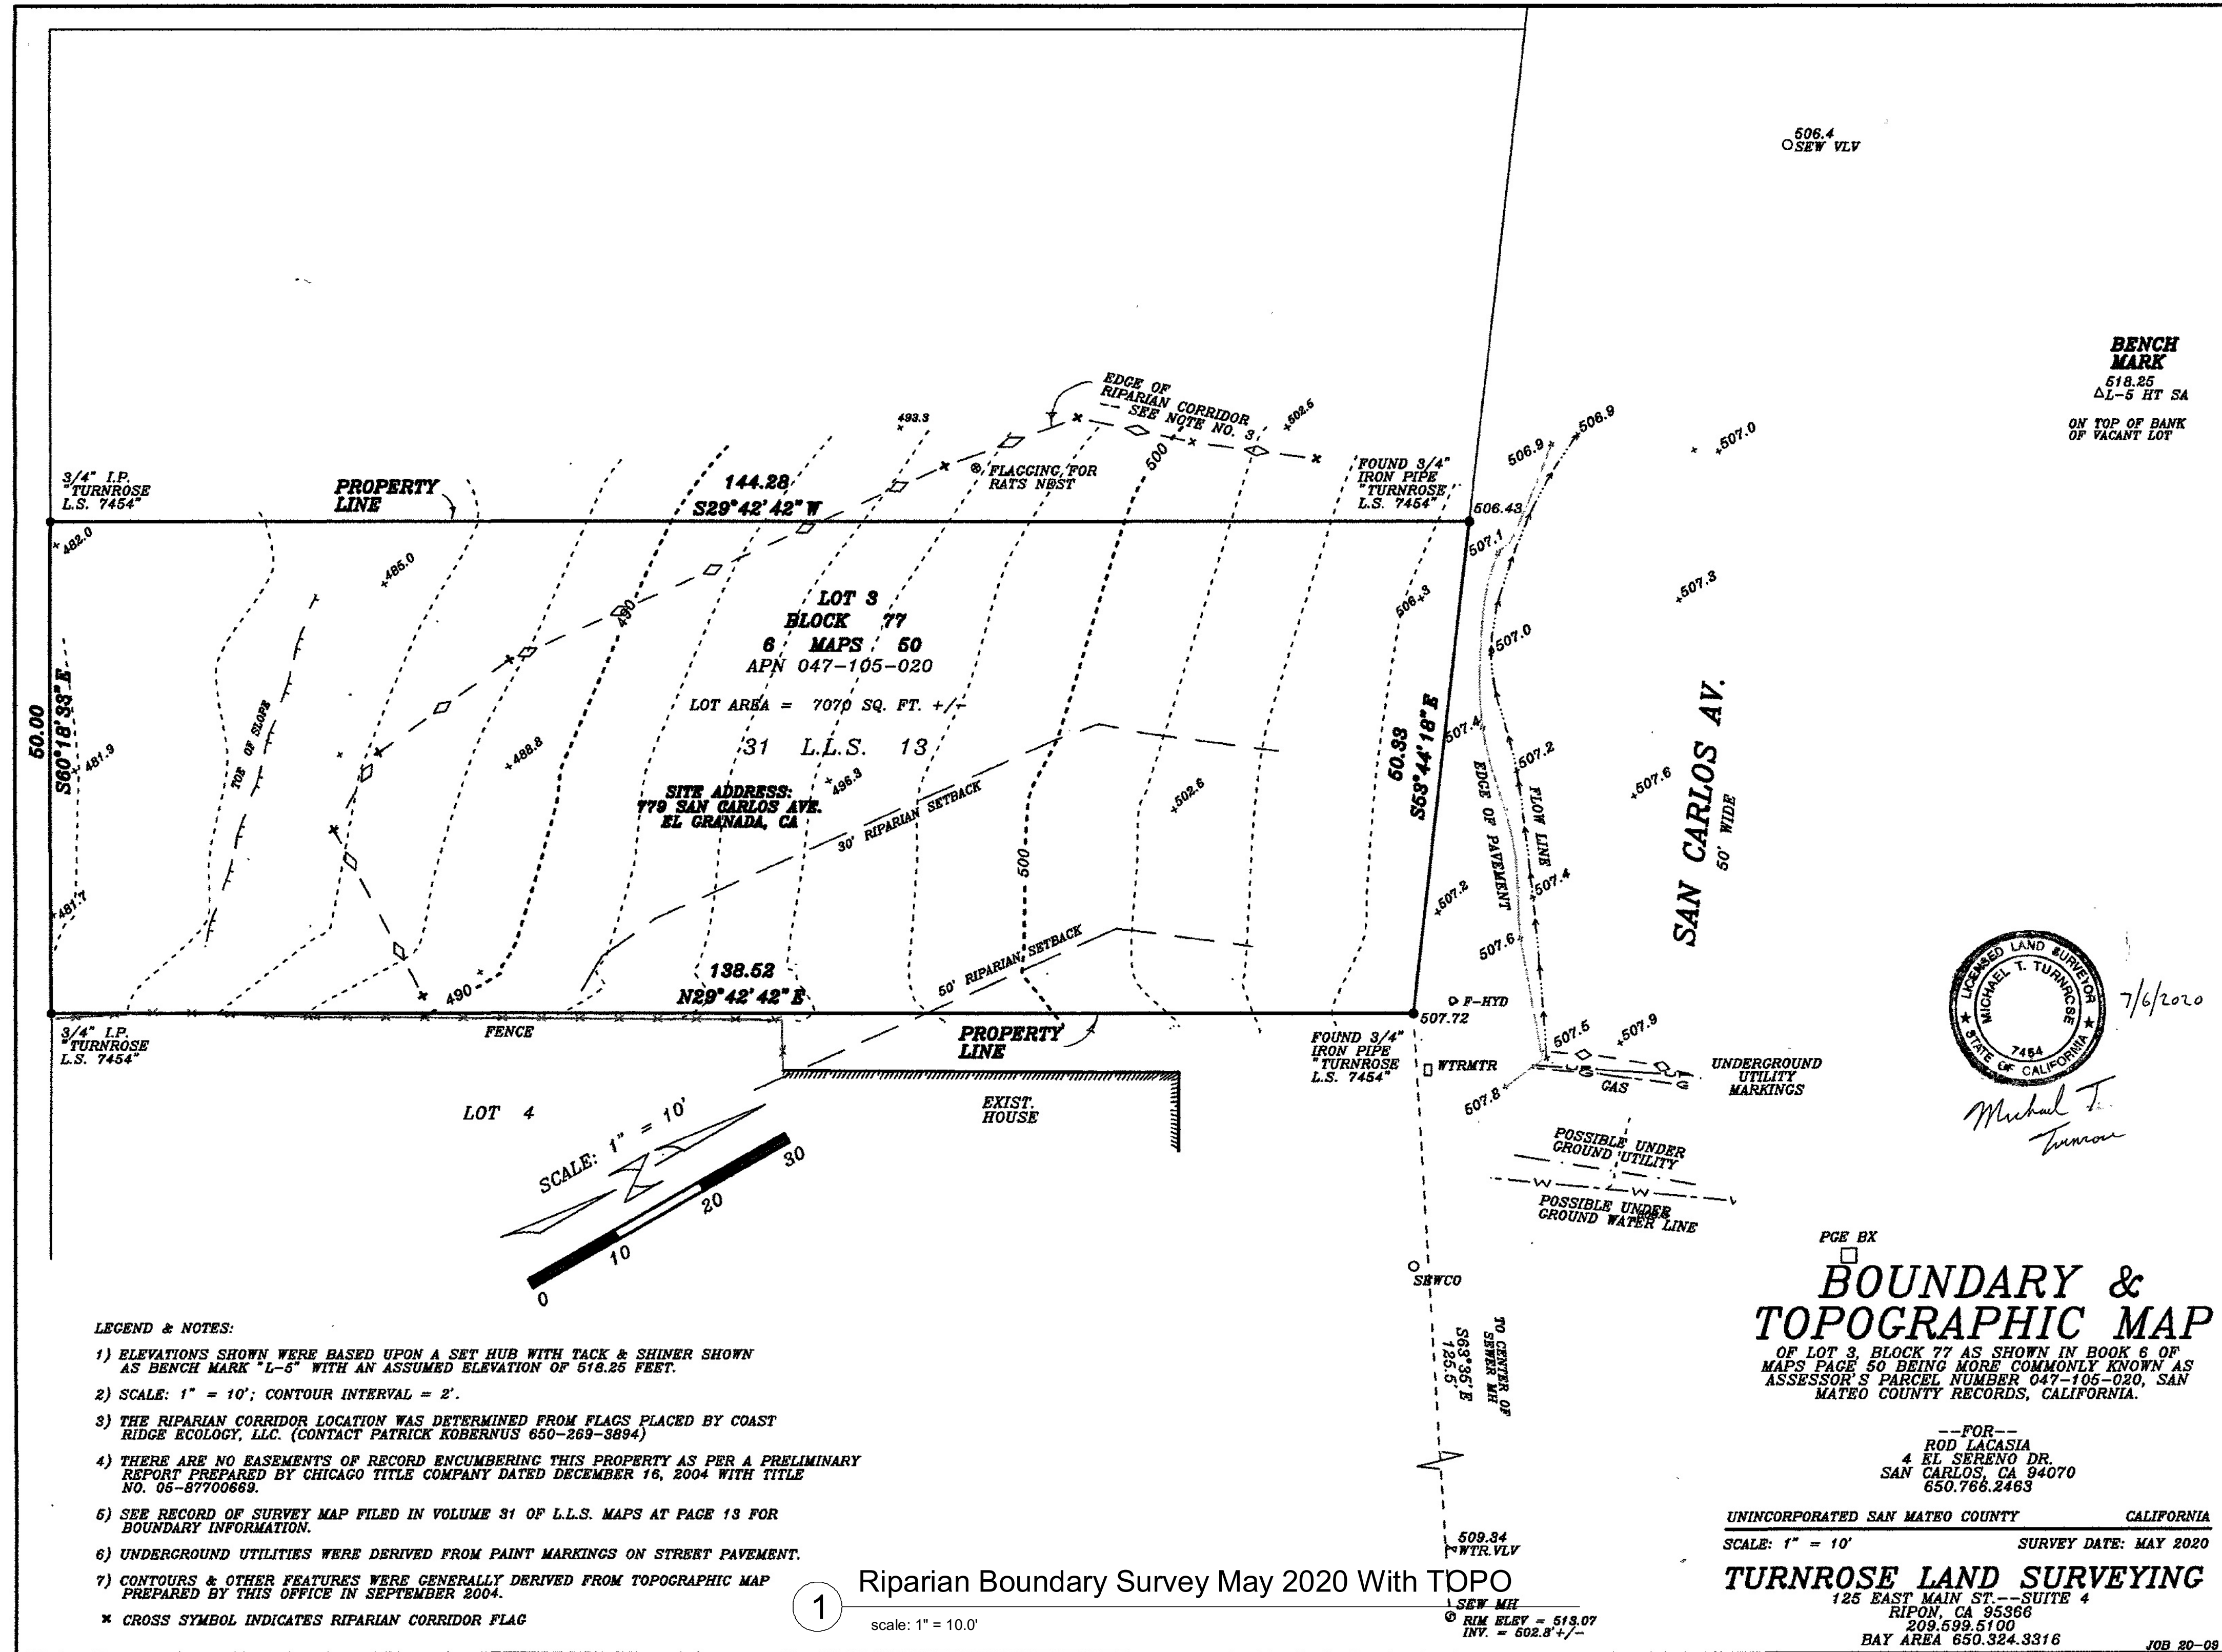 506.4
SEW VLV
BENCH
MARK
518.25
L-5 HT SA
ON TOP OF BANK
OF VACANT LOT
EDGE OF
RIPARIAN CORRIDOR
-- SEE NOTE NO. 3
493.3
502.5
506.9
506.9
507.0
3/4" I.P.
"TURNROSE
L.S. 7454"
PROPERTY
LINE
144.28
S29°42'42" W
FLAGGING FOR
RATS NEST
500
FOUND 3/4"
IRON PIPE
"TURNROSE
L.S. 7454"
506.43
482.0
485.0
507.1
507.3
490
LOT 3
BLOCK 77
6 MAPS 50
APN 047-105-020
506.3
507.0
LOT AREA = 7070 SQ. FT. +/-
31 L.L.S. 13
50.00
S60°18'33" E
TOE OF SLOPE
481.9
488.8
496.3
SITE ADDRESS:
779 SAN CARLOS AVE.
EL GRANADA, CA
30' RIPARIAN SETBACK
502.6
50.33
S53°44'18" E
507.4
507.2
507.6
EDGE OF PAVEMENT
FLOW LINE
SAN CARLOS AV.
50' WIDE
481.7
500
507.2
507.4
507.6
50' RIPARIAN SETBACK
138.52
N29°42'42" E
490
F-HYD
507.72
3/4" I.P.
"TURNROSE
L.S. 7454"
FENCE
PROPERTY
LINE
FOUND 3/4"
IRON PIPE
"TURNROSE
L.S. 7454"
WTRMTR
507.5
507.9
507.8
GAS
G
UNDERGROUND
UTILITY
MARKINGS
LICENSED LAND SURVEYOR
MICHAEL T. TURNROSE
7454
STATE OF CALIFORNIA
7/6/2020
Michael T.
Turnrose
LOT 4
EXIST.
HOUSE
SCALE: 1" = 10'
0
10
20
30
POSSIBLE UNDER
GROUND UTILITY
W W
POSSIBLE UNDER
GROUND WATER LINE
PGE BX
SEWCO
TO CENTER OF
SEWER MH
S63°35'E
125.5'
509.34
WTR.VLV
SEW MH
RIM ELEV = 513.07
INV. = 502.8'+/-
LEGEND & NOTES:
1) ELEVATIONS SHOWN WERE BASED UPON A SET HUB WITH TACK & SHINER SHOWN
AS BENCH MARK "L-5" WITH AN ASSUMED ELEVATION OF 518.25 FEET.
2) SCALE: 1" = 10'; CONTOUR INTERVAL = 2'.
3) THE RIPARIAN CORRIDOR LOCATION WAS DETERMINED FROM FLAGS PLACED BY COAST
RIDGE ECOLOGY, LLC. (CONTACT PATRICK KOBERNUS 650-269-3894)
4) THERE ARE NO EASEMENTS OF RECORD ENCUMBERING THIS PROPERTY AS PER A PRELIMINARY
REPORT PREPARED BY CHICAGO TITLE COMPANY DATED DECEMBER 16, 2004 WITH TITLE
NO. 05-87700669.
5) SEE RECORD OF SURVEY MAP FILED IN VOLUME 31 OF L.L.S. MAPS AT PAGE 13 FOR
BOUNDARY INFORMATION.
6) UNDERGROUND UTILITIES WERE DERIVED FROM PAINT MARKINGS ON STREET PAVEMENT.
7) CONTOURS & OTHER FEATURES WERE GENERALLY DERIVED FROM TOPOGRAPHIC MAP
PREPARED BY THIS OFFICE IN SEPTEMBER 2004.
x CROSS SYMBOL INDICATES RIPARIAN CORRIDOR FLAG
1
Riparian Boundary Survey May 2020 With TOPO
scale: 1" = 10.0'
BOUNDARY &
TOPOGRAPHIC MAP
OF LOT 3, BLOCK 77 AS SHOWN IN BOOK 6 OF
MAPS PAGE 50 BEING MORE COMMONLY KNOWN AS
ASSESSOR'S PARCEL NUMBER 047-105-020, SAN
MATEO COUNTY RECORDS, CALIFORNIA.
--FOR--
ROD LACASIA
4 EL SERENO DR.
SAN CARLOS, CA 94070
650.766.2463
UNINCORPORATED SAN MATEO COUNTY CALIFORNIA
SCALE: 1" = 10' SURVEY DATE: MAY 2020
TURNROSE LAND SURVEYING
125 EAST MAIN ST.--SUITE 4
RIPON, CA 95366
209.599.5100
BAY AREA 650.324.3316
JOB 20-09